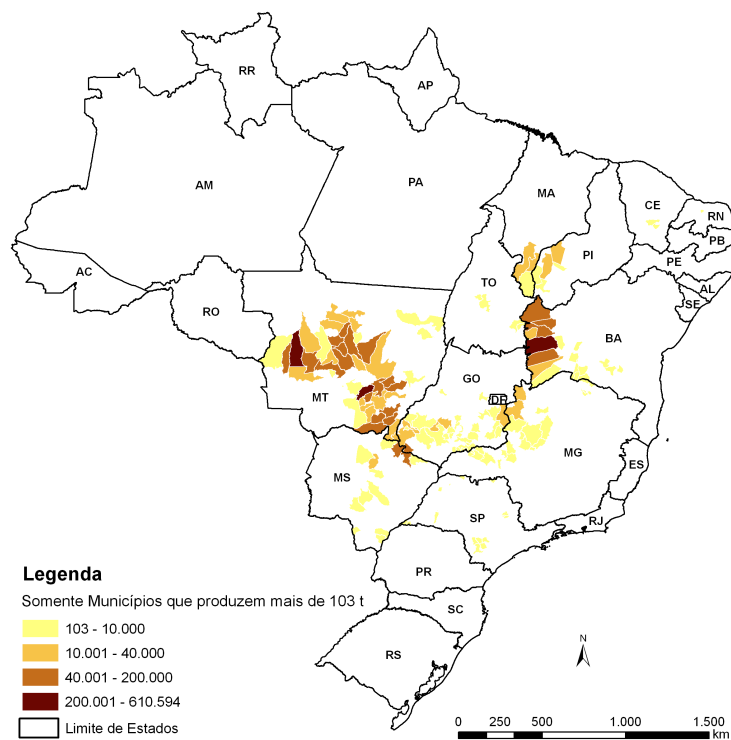 RR
AP
AM
PA
MA
CE
RN
PB
PI
PE
AC
TO
AL
SE
RO
BA
GO
DF
MT
MG
ES
MS
SP
RJ
PR
SC
RS
Legenda
Somente Municípios que produzem mais de 103 t
103 - 10.000
10.001 - 40.000
40.001 - 200.000
200.001 - 610.594
Limite de Estados
N
0 250 500 1.000 1.500
km